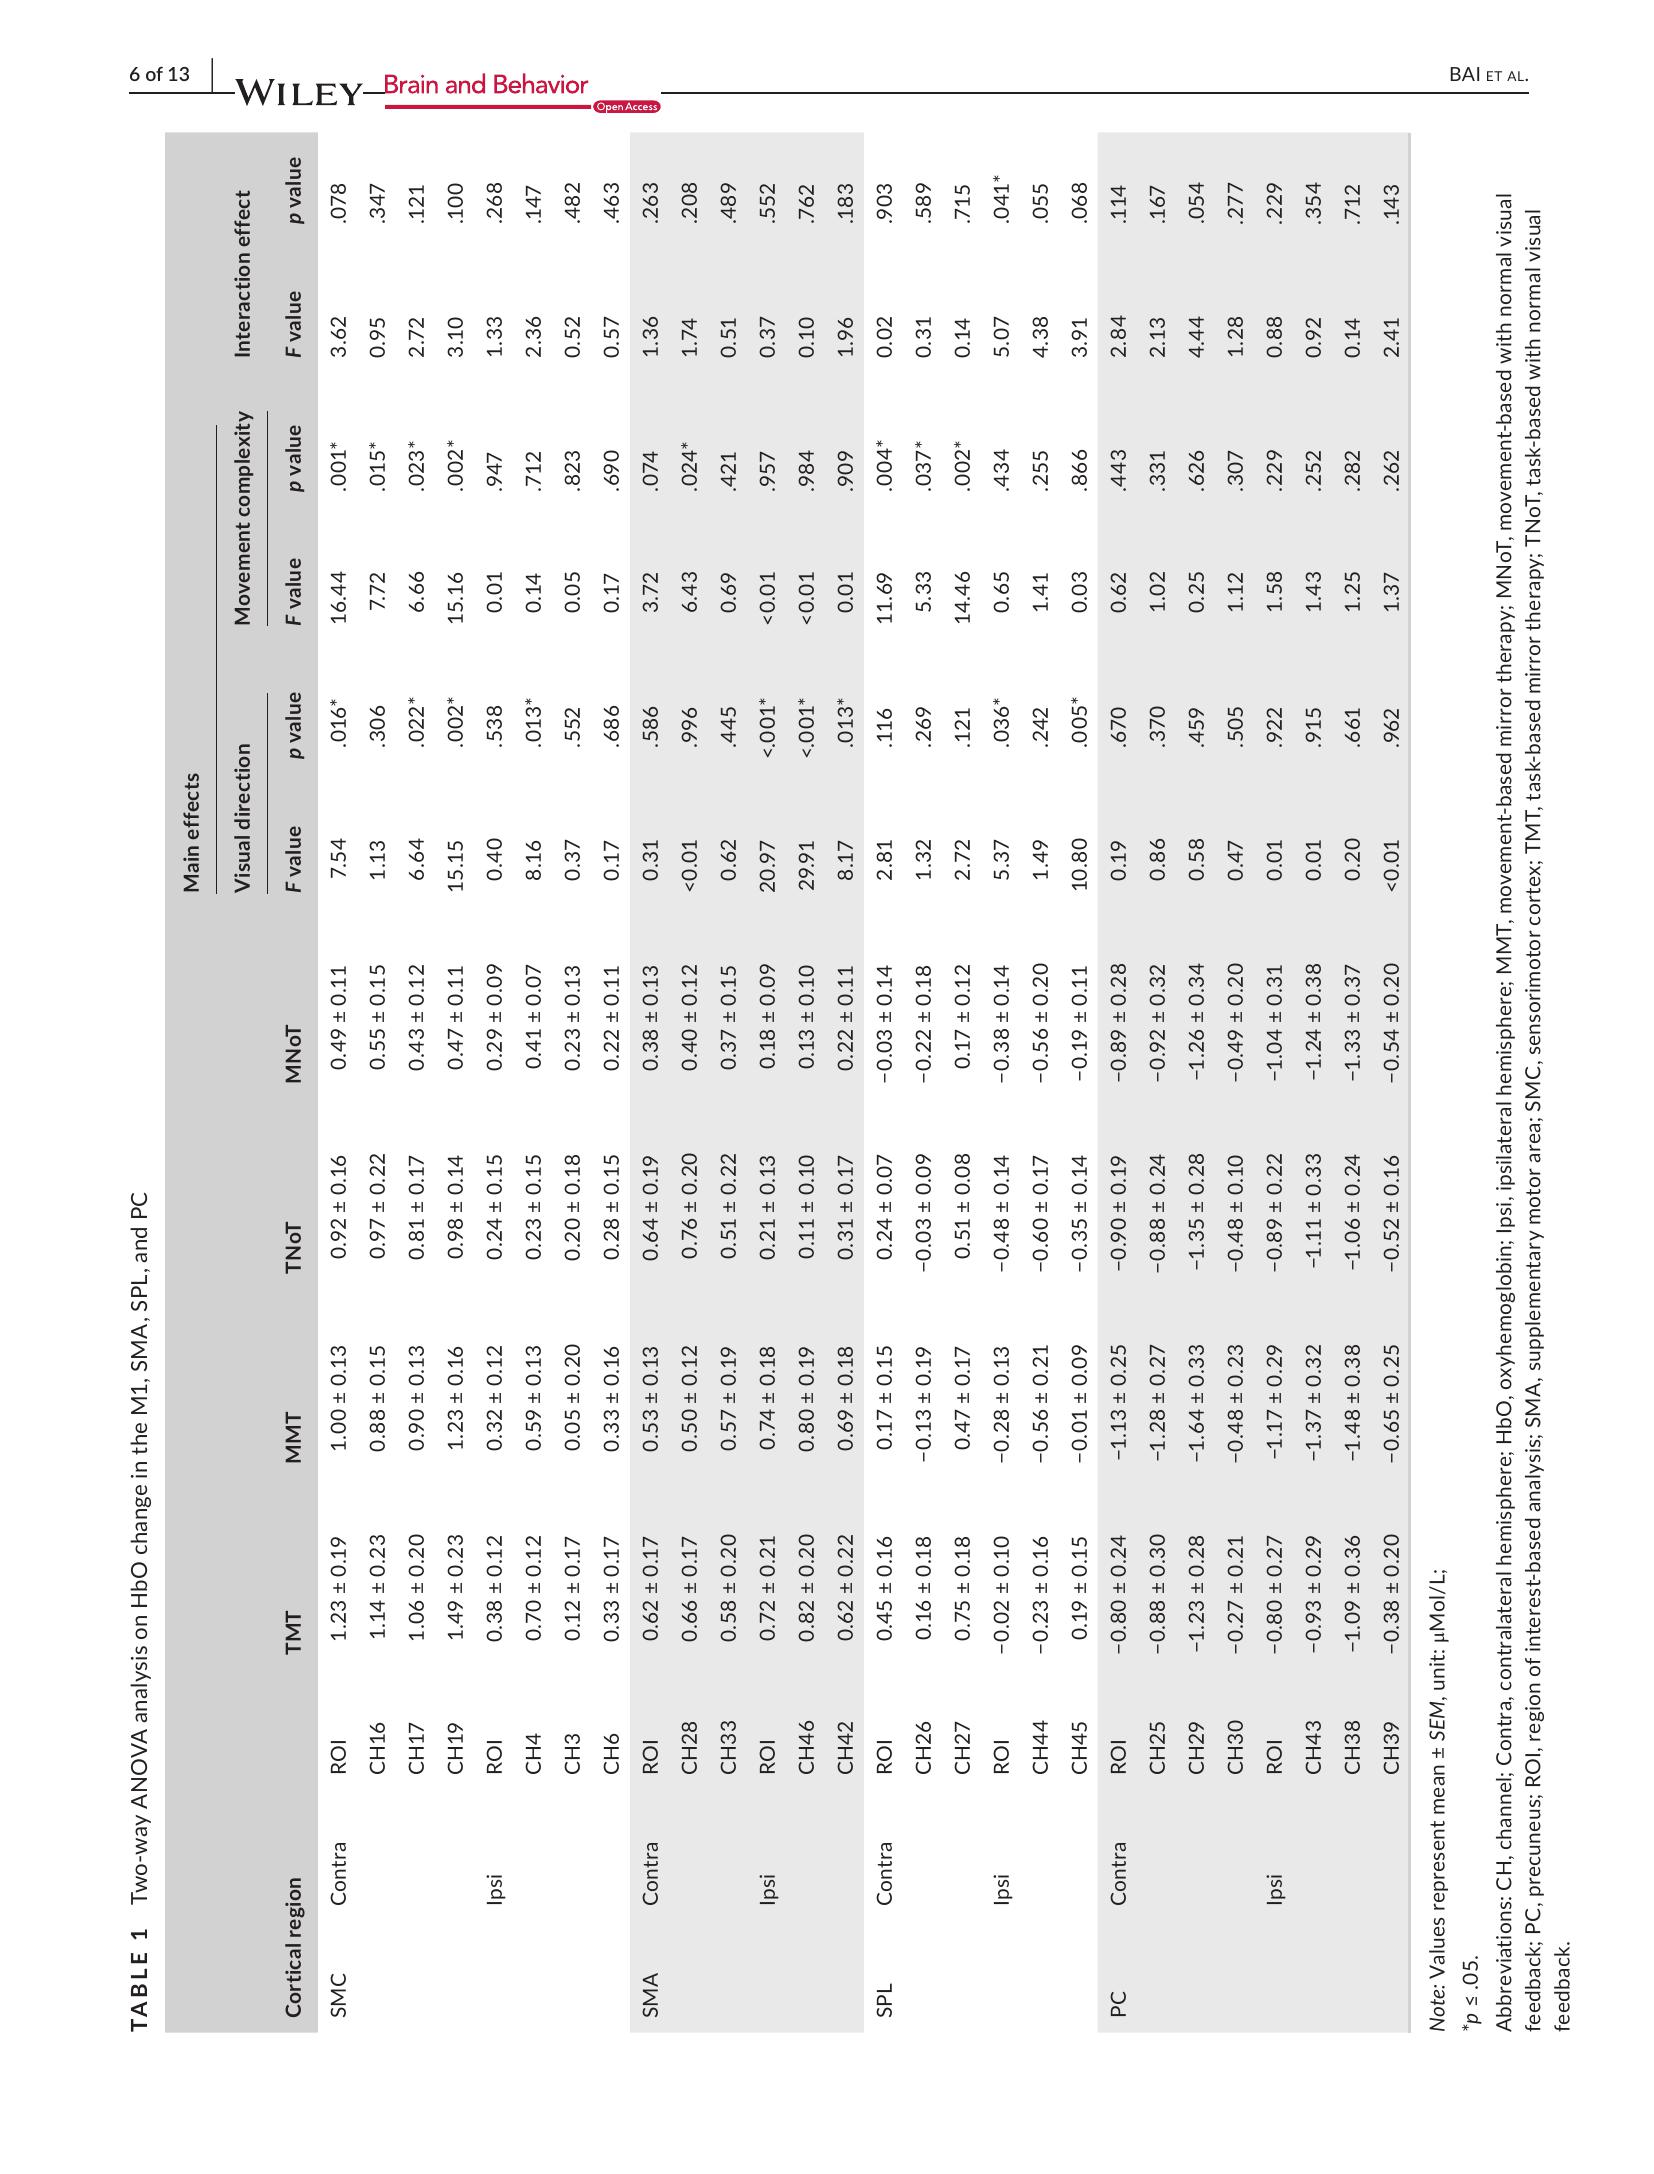 6 of 13
WILEY Brain and Behavior
Open Access
BAI ET AL.
TABLE 1 Two-way ANOVA analysis on HbO change in the M1, SMA, SPL, and PC
Main effects
Visual direction Movement complexity Interaction effect
Cortical region TMT MMT TNoT MNoT F value p value F value p value F value p value
SMC Contra ROI 1.23 ± 0.19 1.00 ± 0.13 0.92 ± 0.16 0.49 ± 0.11 7.54 .016* 16.44 .001* 3.62 .078
CH16 1.14 ± 0.23 0.88 ± 0.15 0.97 ± 0.22 0.55 ± 0.15 1.13 .306 7.72 .015* 0.95 .347
CH17 1.06 ± 0.20 0.90 ± 0.13 0.81 ± 0.17 0.43 ± 0.12 6.64 .022* 6.66 .023* 2.72 .121
CH19 1.49 ± 0.23 1.23 ± 0.16 0.98 ± 0.14 0.47 ± 0.11 15.15 .002* 15.16 .002* 3.10 .100
Ipsi ROI 0.38 ± 0.12 0.32 ± 0.12 0.24 ± 0.15 0.29 ± 0.09 0.40 .538 0.01 .947 1.33 .268
CH4 0.70 ± 0.12 0.59 ± 0.13 0.23 ± 0.15 0.41 ± 0.07 8.16 .013* 0.14 .712 2.36 .147
CH3 0.12 ± 0.17 0.05 ± 0.20 0.20 ± 0.18 0.23 ± 0.13 0.37 .552 0.05 .823 0.52 .482
CH6 0.33 ± 0.17 0.33 ± 0.16 0.28 ± 0.15 0.22 ± 0.11 0.17 .686 0.17 .690 0.57 .463
SMA Contra ROI 0.62 ± 0.17 0.53 ± 0.13 0.64 ± 0.19 0.38 ± 0.13 0.31 .586 3.72 .074 1.36 .263
CH28 0.66 ± 0.17 0.50 ± 0.12 0.76 ± 0.20 0.40 ± 0.12 <0.01 .996 6.43 .024* 1.74 .208
CH33 0.58 ± 0.20 0.57 ± 0.19 0.51 ± 0.22 0.37 ± 0.15 0.62 .445 0.69 .421 0.51 .489
Ipsi ROI 0.72 ± 0.21 0.74 ± 0.18 0.21 ± 0.13 0.18 ± 0.09 20.97 <.001* <0.01 .957 0.37 .552
CH46 0.82 ± 0.20 0.80 ± 0.19 0.11 ± 0.10 0.13 ± 0.10 29.91 <.001* <0.01 .984 0.10 .762
CH42 0.62 ± 0.22 0.69 ± 0.18 0.31 ± 0.17 0.22 ± 0.11 8.17 .013* 0.01 .909 1.96 .183
SPL Contra ROI 0.45 ± 0.16 0.17 ± 0.15 0.24 ± 0.07 −0.03 ± 0.14 2.81 .116 11.69 .004* 0.02 .903
CH26 0.16 ± 0.18 −0.13 ± 0.19 −0.03 ± 0.09 −0.22 ± 0.18 1.32 .269 5.33 .037* 0.31 .589
CH27 0.75 ± 0.18 0.47 ± 0.17 0.51 ± 0.08 0.17 ± 0.12 2.72 .121 14.46 .002* 0.14 .715
Ipsi ROI −0.02 ± 0.10 −0.28 ± 0.13 −0.48 ± 0.14 −0.38 ± 0.14 5.37 .036* 0.65 .434 5.07 .041*
CH44 −0.23 ± 0.16 −0.56 ± 0.21 −0.60 ± 0.17 −0.56 ± 0.20 1.49 .242 1.41 .255 4.38 .055
CH45 0.19 ± 0.15 −0.01 ± 0.09 −0.35 ± 0.14 −0.19 ± 0.11 10.80 .005* 0.03 .866 3.91 .068
PC Contra ROI −0.80 ± 0.24 −1.13 ± 0.25 −0.90 ± 0.19 −0.89 ± 0.28 0.19 .670 0.62 .443 2.84 .114
CH25 −0.88 ± 0.30 −1.28 ± 0.27 −0.88 ± 0.24 −0.92 ± 0.32 0.86 .370 1.02 .331 2.13 .167
CH29 −1.23 ± 0.28 −1.64 ± 0.33 −1.35 ± 0.28 −1.26 ± 0.34 0.58 .459 0.25 .626 4.44 .054
CH30 −0.27 ± 0.21 −0.48 ± 0.23 −0.48 ± 0.10 −0.49 ± 0.20 0.47 .505 1.12 .307 1.28 .277
Ipsi ROI −0.80 ± 0.27 −1.17 ± 0.29 −0.89 ± 0.22 −1.04 ± 0.31 0.01 .922 1.58 .229 0.88 .229
CH43 −0.93 ± 0.29 −1.37 ± 0.32 −1.11 ± 0.33 −1.24 ± 0.38 0.01 .915 1.43 .252 0.92 .354
CH38 −1.09 ± 0.36 −1.48 ± 0.38 −1.06 ± 0.24 −1.33 ± 0.37 0.20 .661 1.25 .282 0.14 .712
CH39 −0.38 ± 0.20 −0.65 ± 0.25 −0.52 ± 0.16 −0.54 ± 0.20 <0.01 .962 1.37 .262 2.41 .143
Note: Values represent mean ± SEM, unit: μMol/L;
*p ≤ .05.
Abbreviations: CH, channel; Contra, contralateral hemisphere; HbO, oxyhemoglobin; Ipsi, ipsilateral hemisphere; MMT, movement-based mirror therapy; MNoT, movement-based with normal visual
feedback; PC, precuneus; ROI, region of interest-based analysis; SMA, supplementary motor area; SMC, sensorimotor cortex; TMT, task-based mirror therapy; TNoT, task-based with normal visual
feedback.